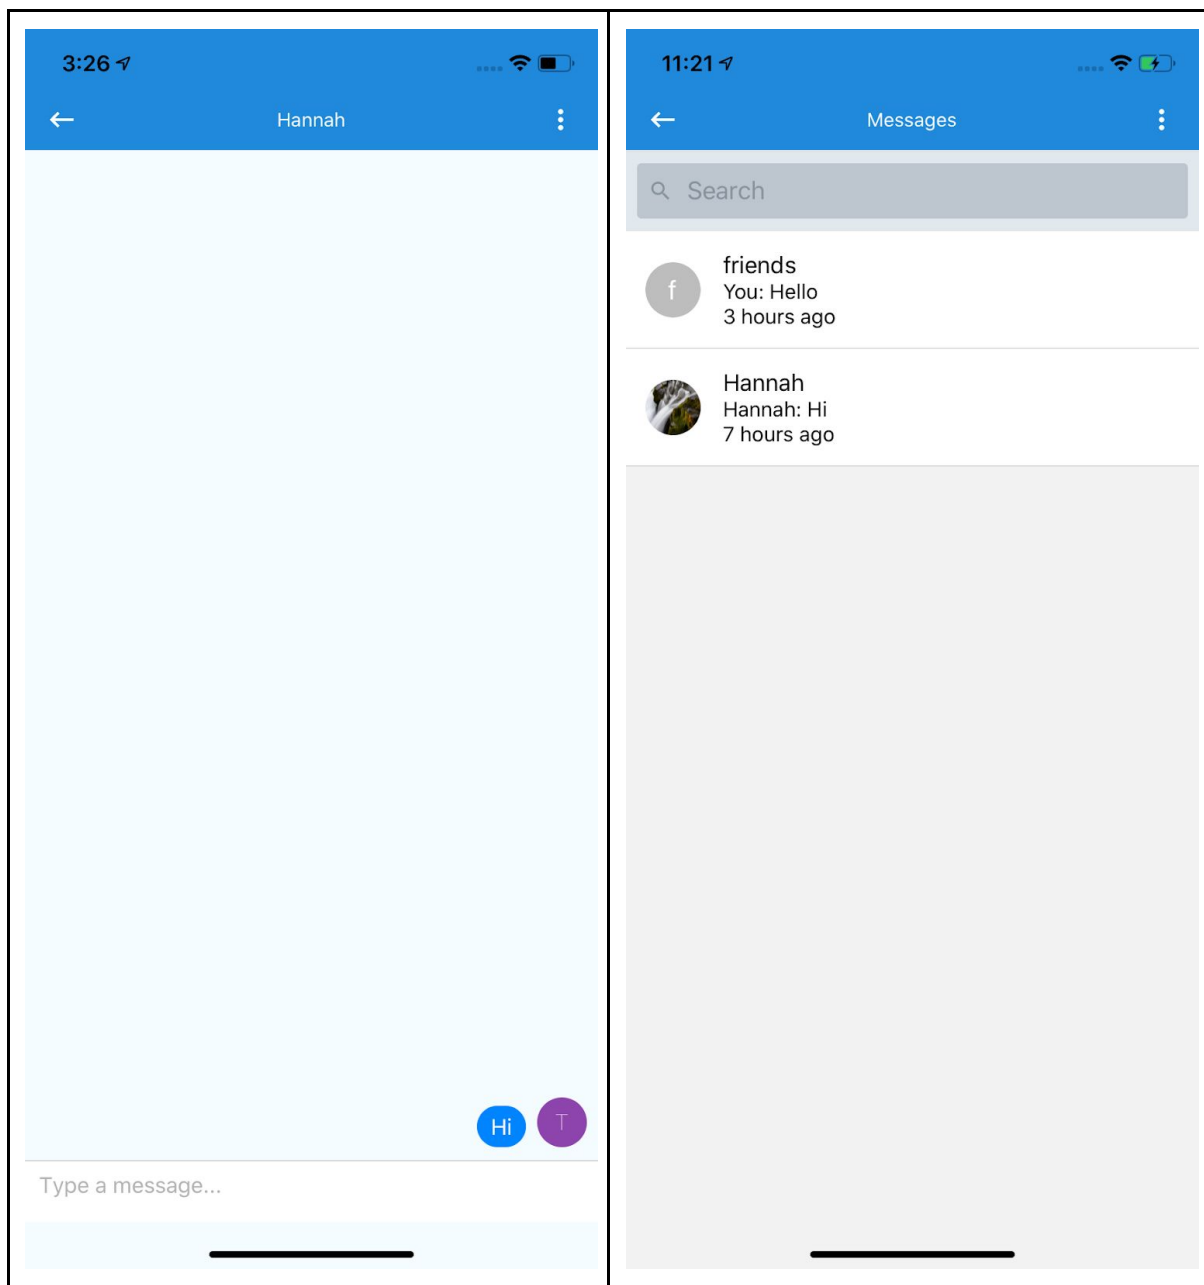 3:26
Hannah
Hi
T
Type a message...
11:21
Messages
Search
f
friends
You: Hello
3 hours ago
Hannah
Hannah: Hi
7 hours ago